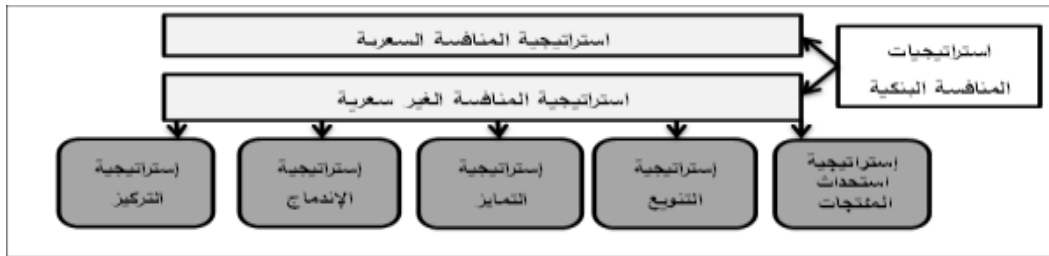 استراتيجيات
المنافسة البنكية
استراتيجية المنافسة السعرية
استراتيجية المنافسة الغير سعرية
إستراتيجية
استحداث
المنتجات
إستراتيجية
التنويع
إستراتيجية
التمايز
إستراتيجية
الإندماج
إستراتيجية
التركيز